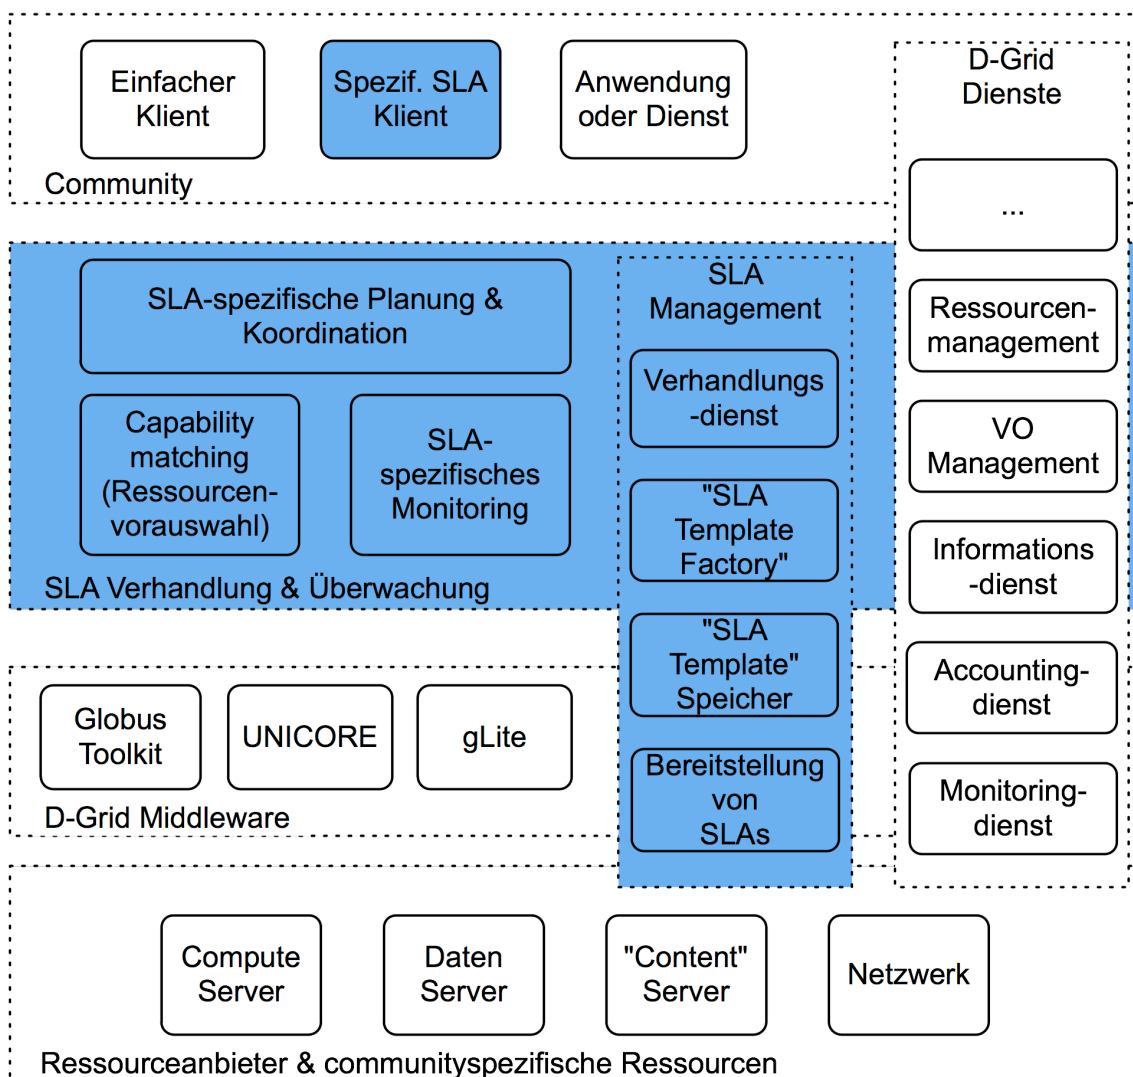 Einfacher
Klient
Spezif. SLA
Klient
Anwendung
oder Dienst
Community
D-Grid
Dienste
...
Ressourcen-
management
VO
Management
Informations
-dienst
Accounting-
dienst
Monitoring-
dienst
SLA-spezifische Planung &
Koordination
Capability
matching
(Ressourcen-
vorauswahl)
SLA-
spezifisches
Monitoring
SLA Verhandlung & Überwachung
SLA
Management
Verhandlungs
-dienst
"SLA
Template
Factory"
"SLA
Template"
Speicher
Bereitstellung
von
SLAs
Globus
Toolkit
UNICORE
gLite
D-Grid Middleware
Compute
Server
Daten
Server
"Content"
Server
Netzwerk
Ressourceanbieter & communityspezifische Ressourcen